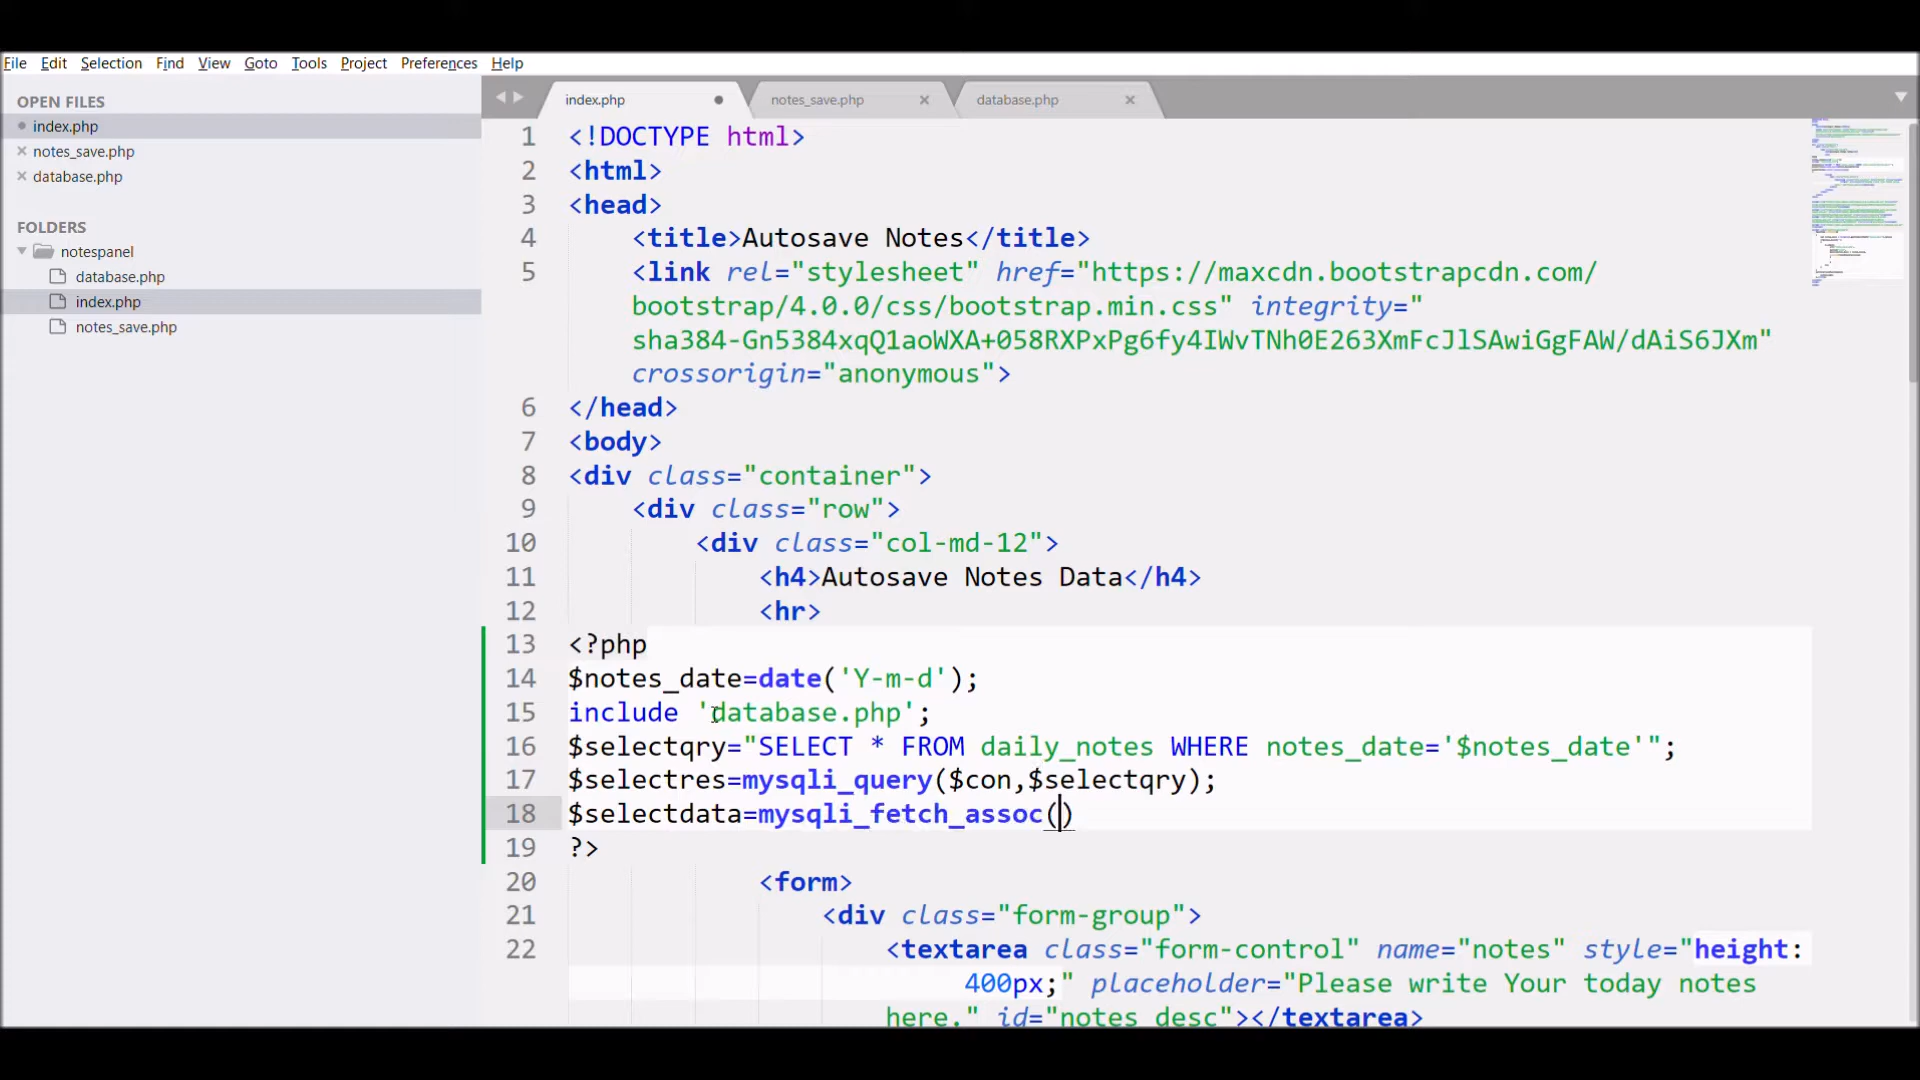 File Edit Selection Find View Goto Tools Project Preferences Help
OPEN FILES
index.php
notes_save.php
database.php
FOLDERS
notespanel
database.php
index.php
notes_save.php
index.php notes_save.php database.php
1 <!DOCTYPE html>
2 <html>
3 <head>
4 <title>Autosave Notes</title>
5 <link rel="stylesheet" href="https://maxcdn.bootstrapcdn.com/
bootstrap/4.0.0/css/bootstrap.min.css" integrity="
sha384-Gn5384xqQ1aoWXA+058RXPxPg6fy4IWvTNh0E263XmFcJlSAwiGgFAW/dAiS6JXm"
crossorigin="anonymous">
6 </head>
7 <body>
8 <div class="container">
9 <div class="row">
10 <div class="col-md-12">
11 <h4>Autosave Notes Data</h4>
12 <hr>
13 <?php
14 $notes_date=date('Y-m-d');
15 include 'database.php';
16 $selectqry="SELECT * FROM daily_notes WHERE notes_date='$notes_date'";
17 $selectres=mysqli_query($con,$selectqry);
18 $selectdata=mysqli_fetch_assoc()
19 ?>
20 <form>
21 <div class="form-group">
22 <textarea class="form-control" name="notes" style="height:
400px;" placeholder="Please write Your today notes
here." id="notes_desc"></textarea>